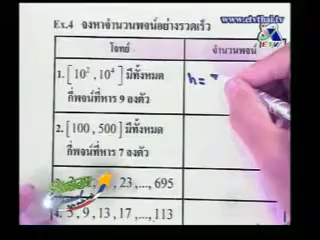 www.etvthai.tv
ETV
Ex.4 จงหาจำนวนพจน์อย่างรวดเร็ว
โจทย์ จำนวนพจน์
1. [10², 10⁴] มีทั้งหมด n=
กี่พจน์ที่หาร 9 ลงตัว
2. [100, 500] มีทั้งหมด
กี่พจน์ที่หาร 7 ลงตัว
23, ..., 695
4. 5, 9, 13, 17, ..., 113